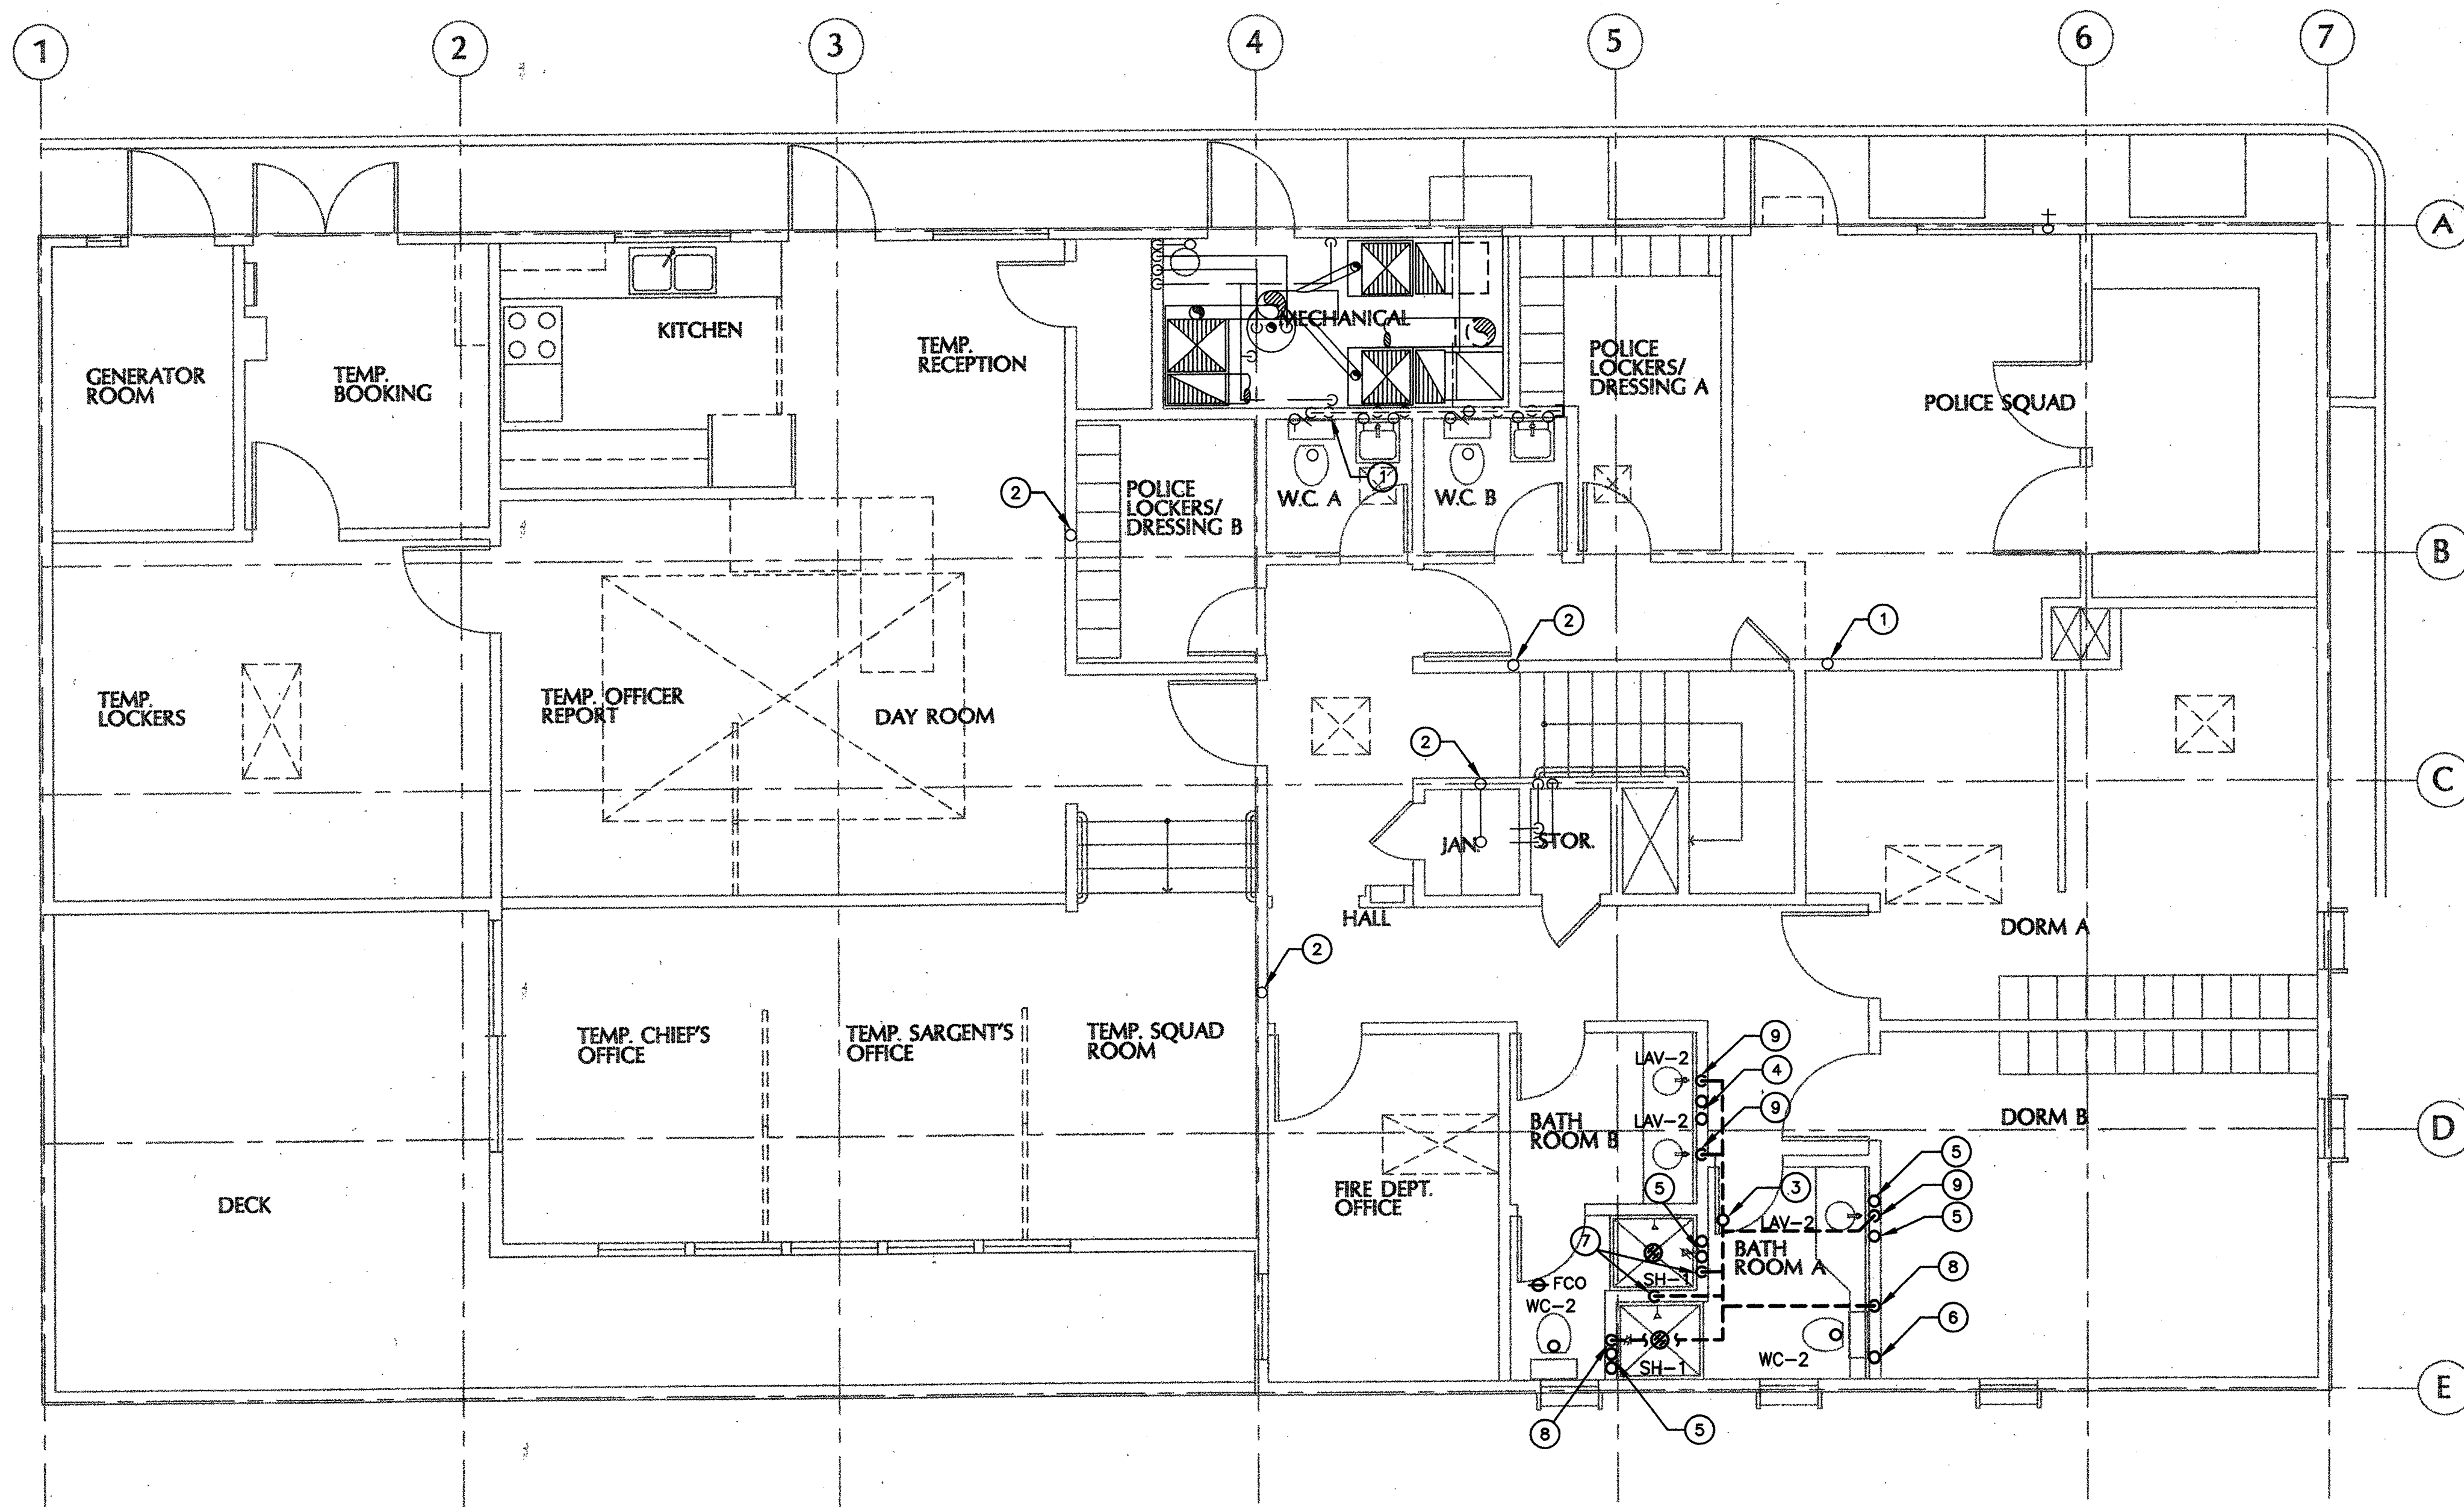 1 2 3 4 5 6 7
A
KITCHEN
MECHANICAL
TEMP.
RECEPTION
POLICE
LOCKERS/
DRESSING A
GENERATOR
ROOM
TEMP.
BOOKING
POLICE SQUAD
2
POLICE
LOCKERS/
DRESSING B
1
W.C. A
W.C. B
B
2
1
TEMP.
LOCKERS
TEMP. OFFICER
REPORT
DAY ROOM
2
C
JAN.
STOR.
HALL
DORM A
2
TEMP. CHIEF'S
OFFICE
TEMP. SARGENT'S
OFFICE
TEMP. SQUAD
ROOM
LAV-2
9
4
LAV-2
9
BATH
ROOM B
DORM B
D
DECK
FIRE DEPT.
OFFICE
5
3
5
9
5
LAV-2
7
BATH
ROOM A
SH-1
FCO
WC-2
8
6
SH-1
WC-2
E
8
5